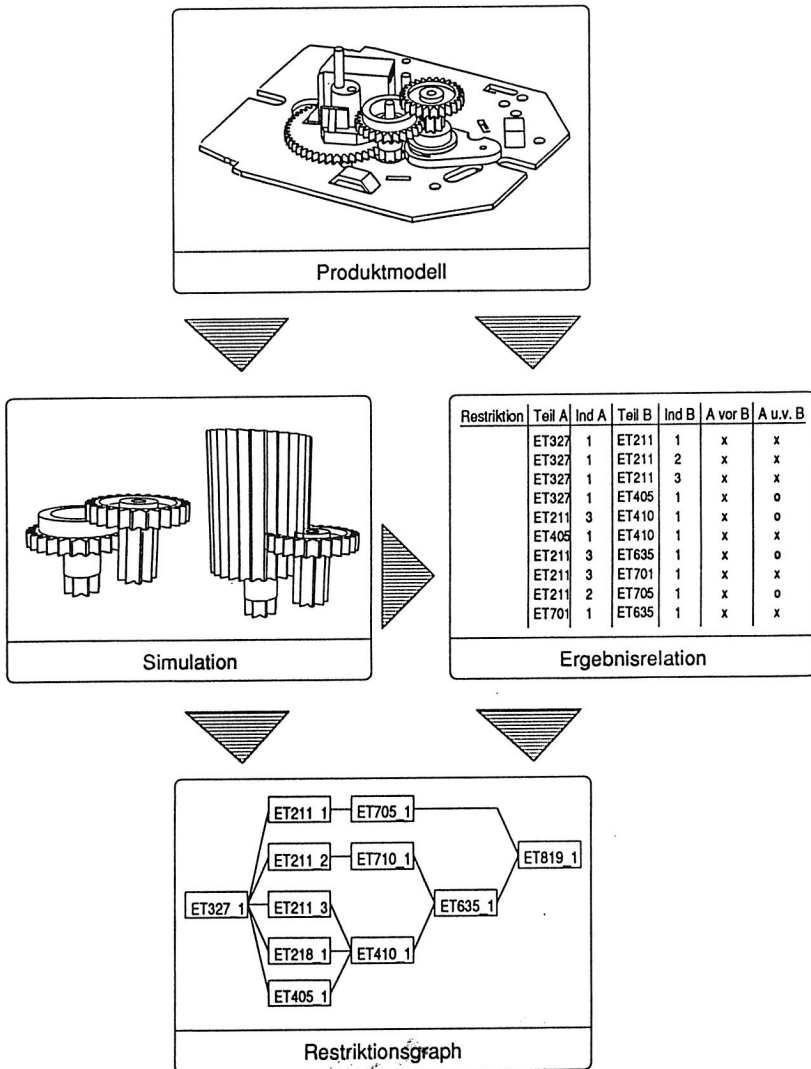 Produktmodell
Simulation
Restriktion Teil A Ind A Teil B Ind B A vor B A u.v. B
ET327 1 ET211 1 x x
ET327 1 ET211 2 x x
ET327 1 ET211 3 x x
ET327 1 ET405 1 x o
ET211 3 ET410 1 x o
ET405 1 ET410 1 x x
ET211 3 ET635 1 x o
ET211 3 ET701 1 x x
ET211 2 ET705 1 x o
ET701 1 ET635 1 x x
Ergebnisrelation
ET211_1 ET705_1
ET211_2 ET710_1 ET819_1
ET327_1 ET211_3 ET635_1
ET218_1 ET410_1
ET405_1
Restriktionsgraph